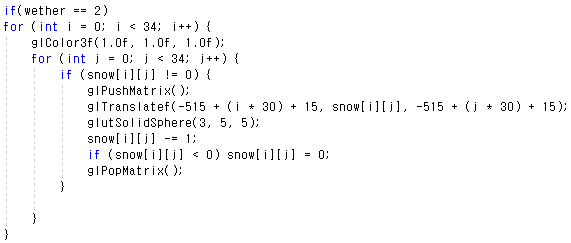 if(wether == 2)
for (int i = 0; i < 34; i++) {
glColor3f(1.0f, 1.0f, 1.0f);
for (int j = 0; j < 34; j++) {
if (snow[i][j] != 0) {
glPushMatrix();
glTranslatef(-515 + (i * 30) + 15, snow[i][j], -515 + (j * 30) + 15);
glutSolidSphere(3, 5, 5);
snow[i][j] -= 1;
if (snow[i][j] < 0) snow[i][j] = 0;
glPopMatrix();
}
}
}